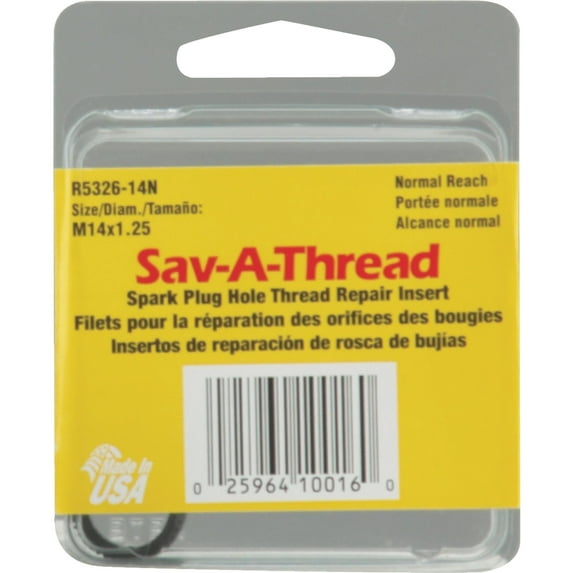 R5326-14N
Size/Diam./Tamaño:
M14x1.25
Normal Reach
Portée normale
Alcance normal
Sav-A-Thread
Spark Plug Hole Thread Repair Insert
Filets pour la réparation des orifices des bougies
Insertos de reparación de rosca de bujías
Made in
USA
0 25964 10016 0